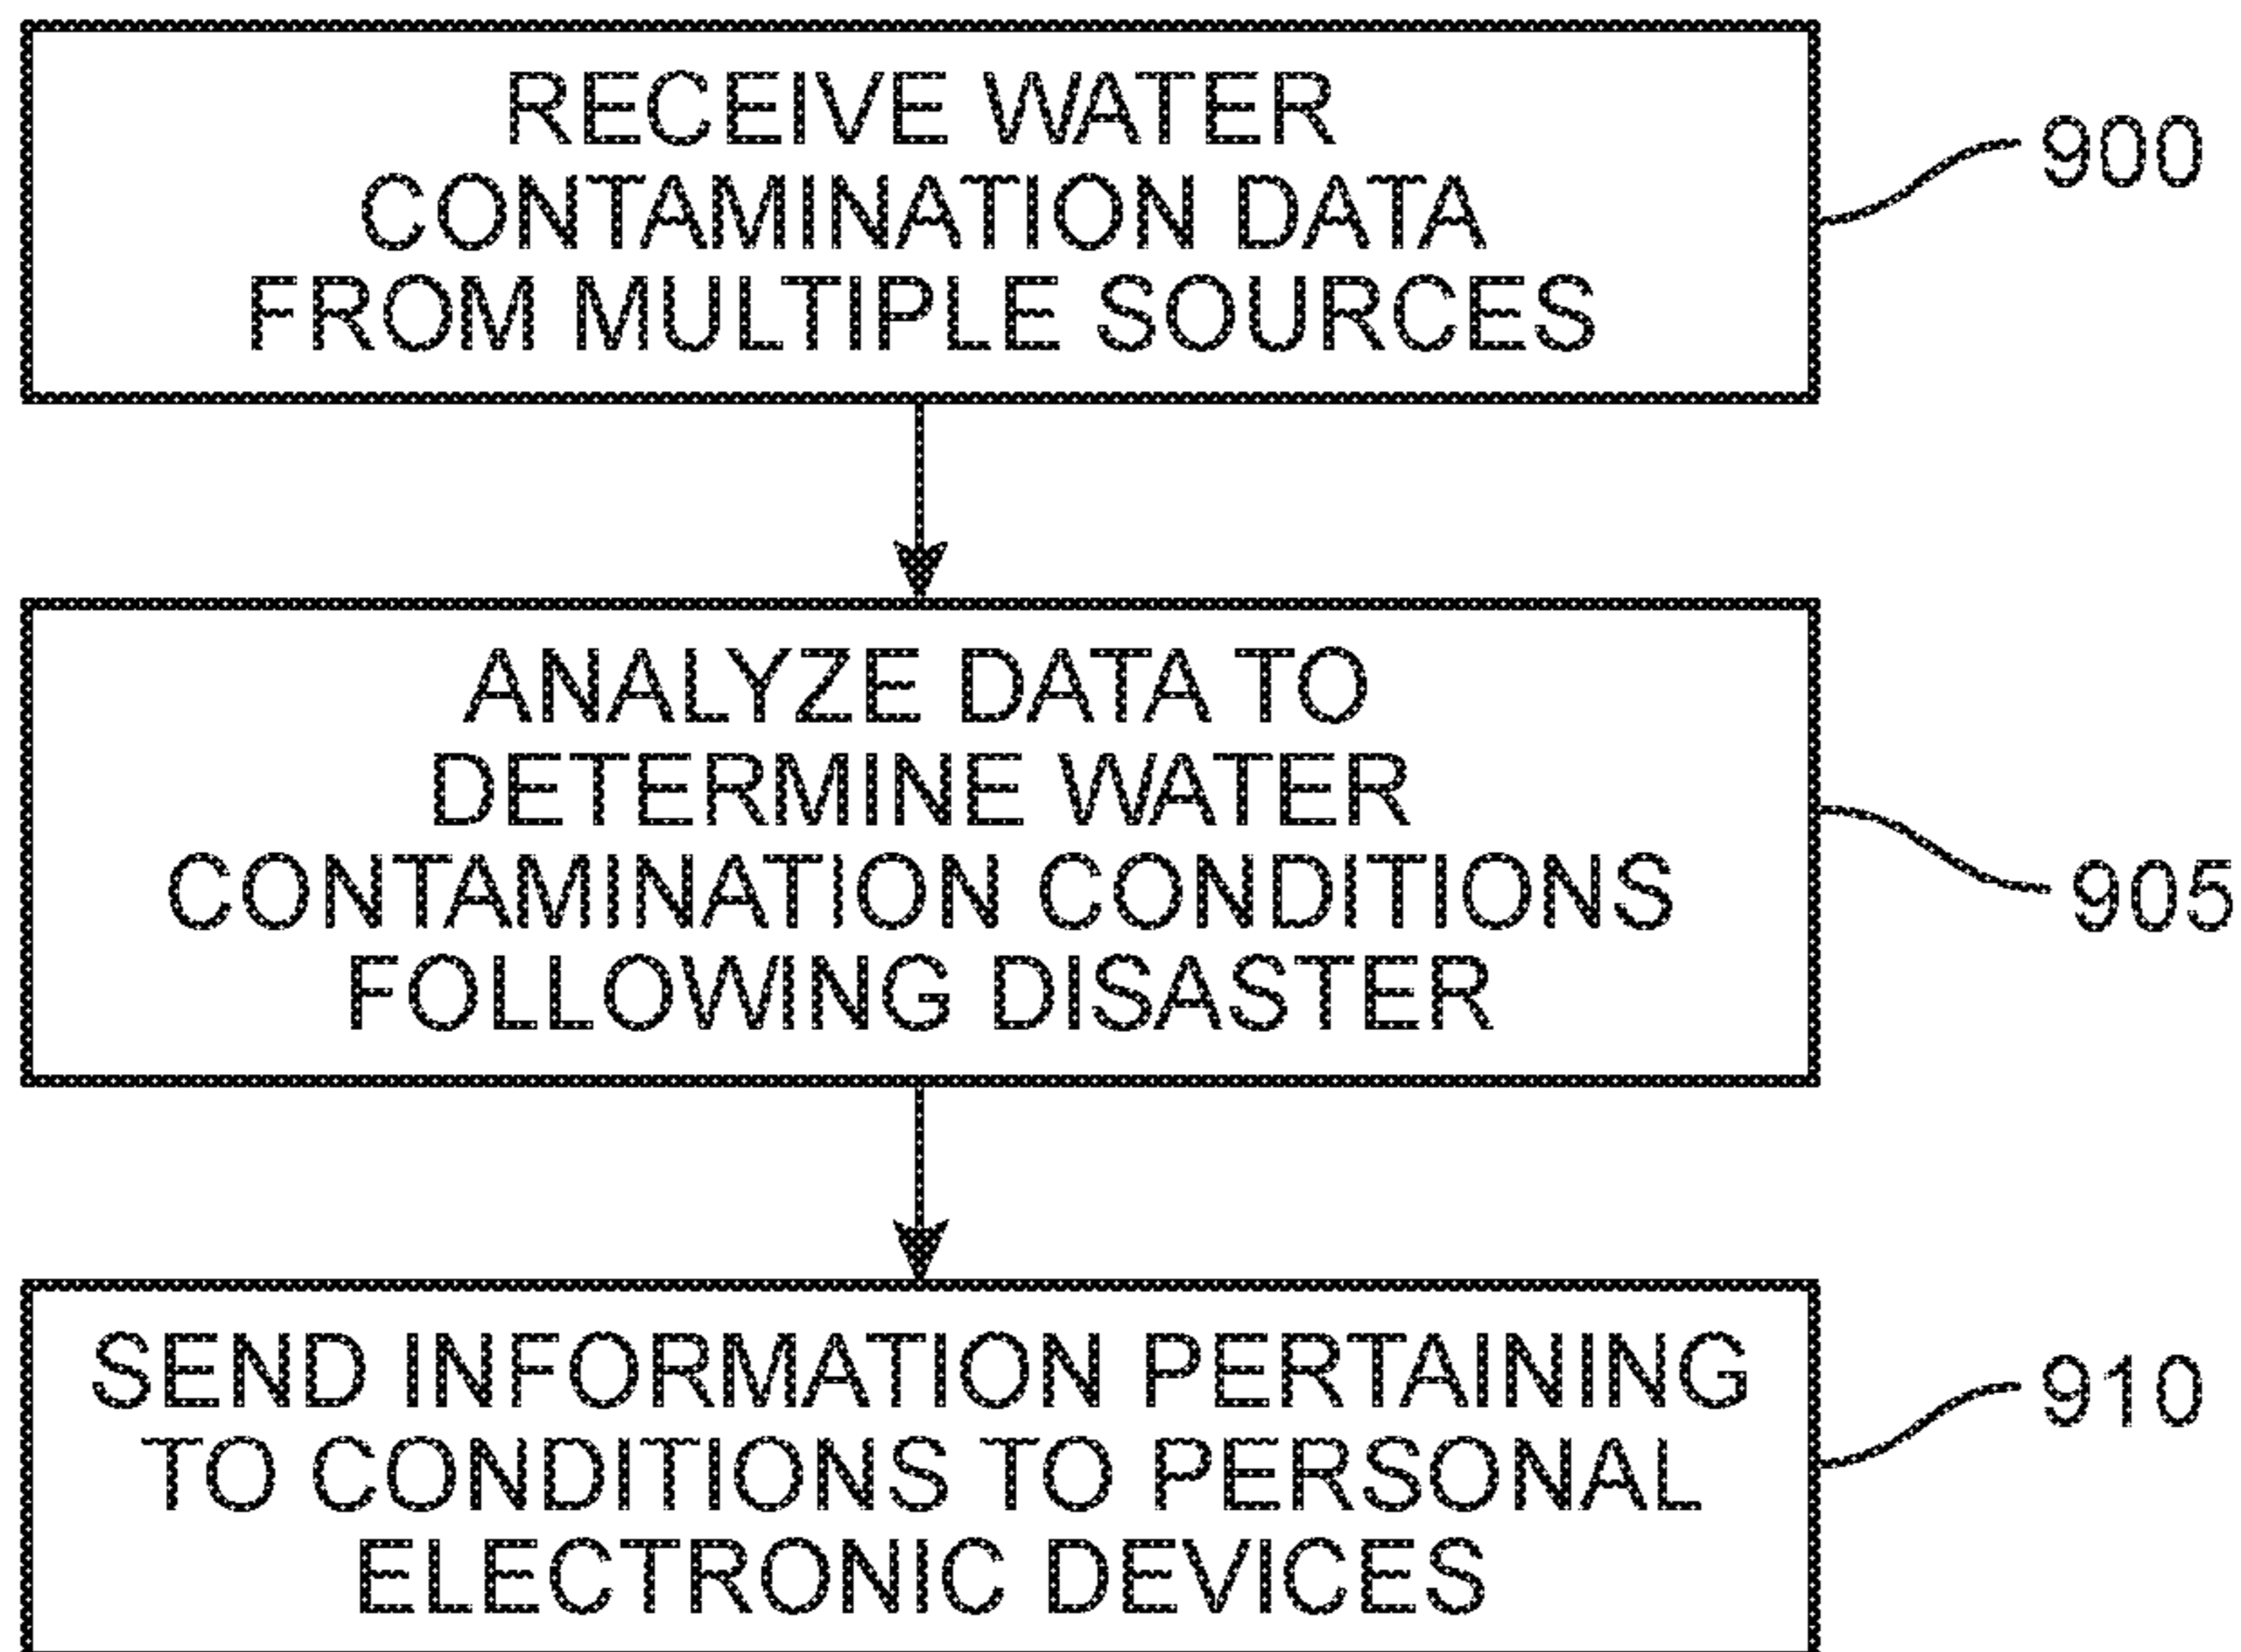 RECEIVE WATER
CONTAMINATION DATA
FROM MULTIPLE SOURCES
900
ANALYZE DATA TO
DETERMINE WATER
CONTAMINATION CONDITIONS
FOLLOWING DISASTER
905
SEND INFORMATION PERTAINING
TO CONDITIONS TO PERSONAL
ELECTRONIC DEVICES
910